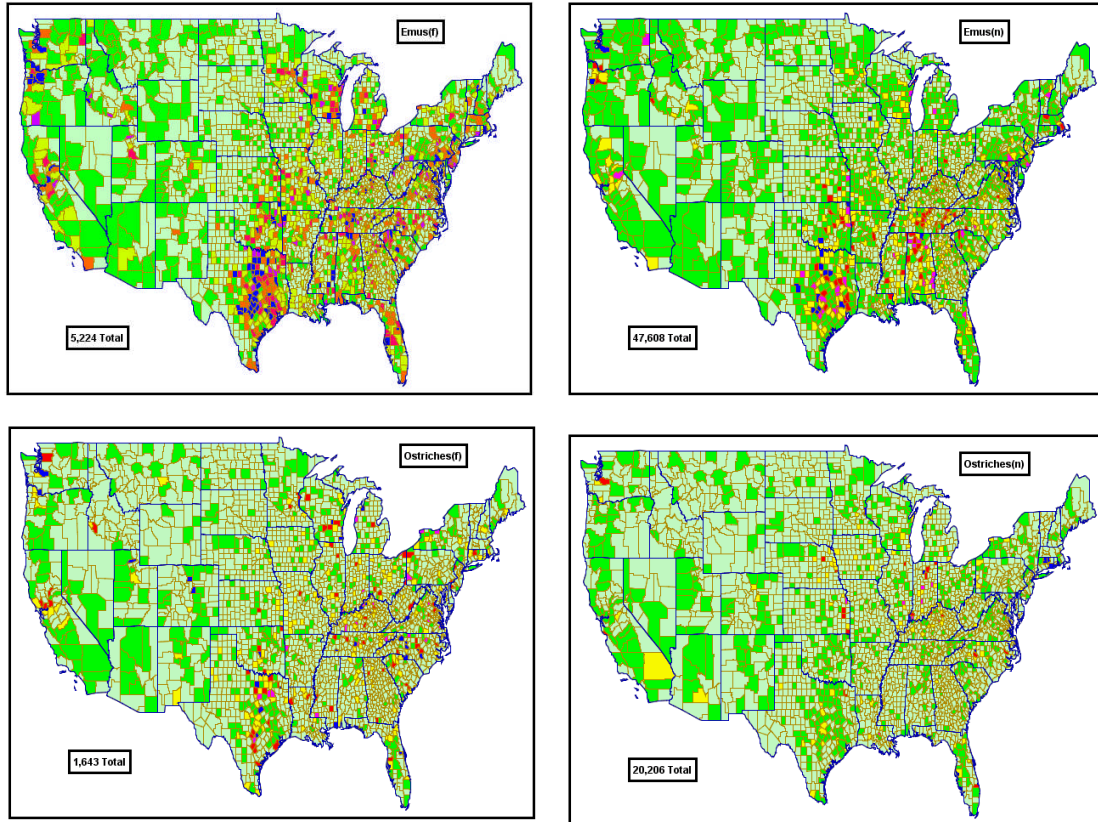 Emus(f)
5,224 Total
Emus(n)
47,608 Total
Ostriches(f)
1,643 Total
Ostriches(n)
20,206 Total